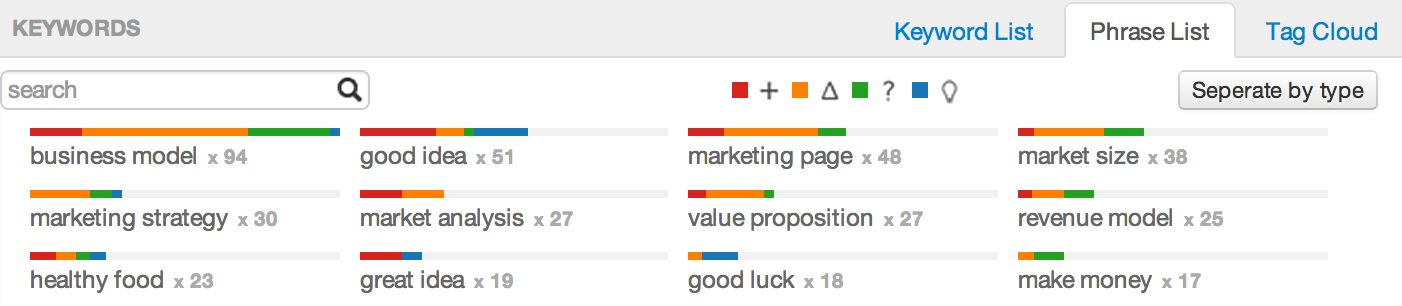 KEYWORDS Keyword List Phrase List Tag Cloud
search + Δ ? Seperate by type
business model x 94 good idea x 51 marketing page x 48 market size x 38
marketing strategy x 30 market analysis x 27 value proposition x 27 revenue model x 25
healthy food x 23 great idea x 19 good luck x 18 make money x 17